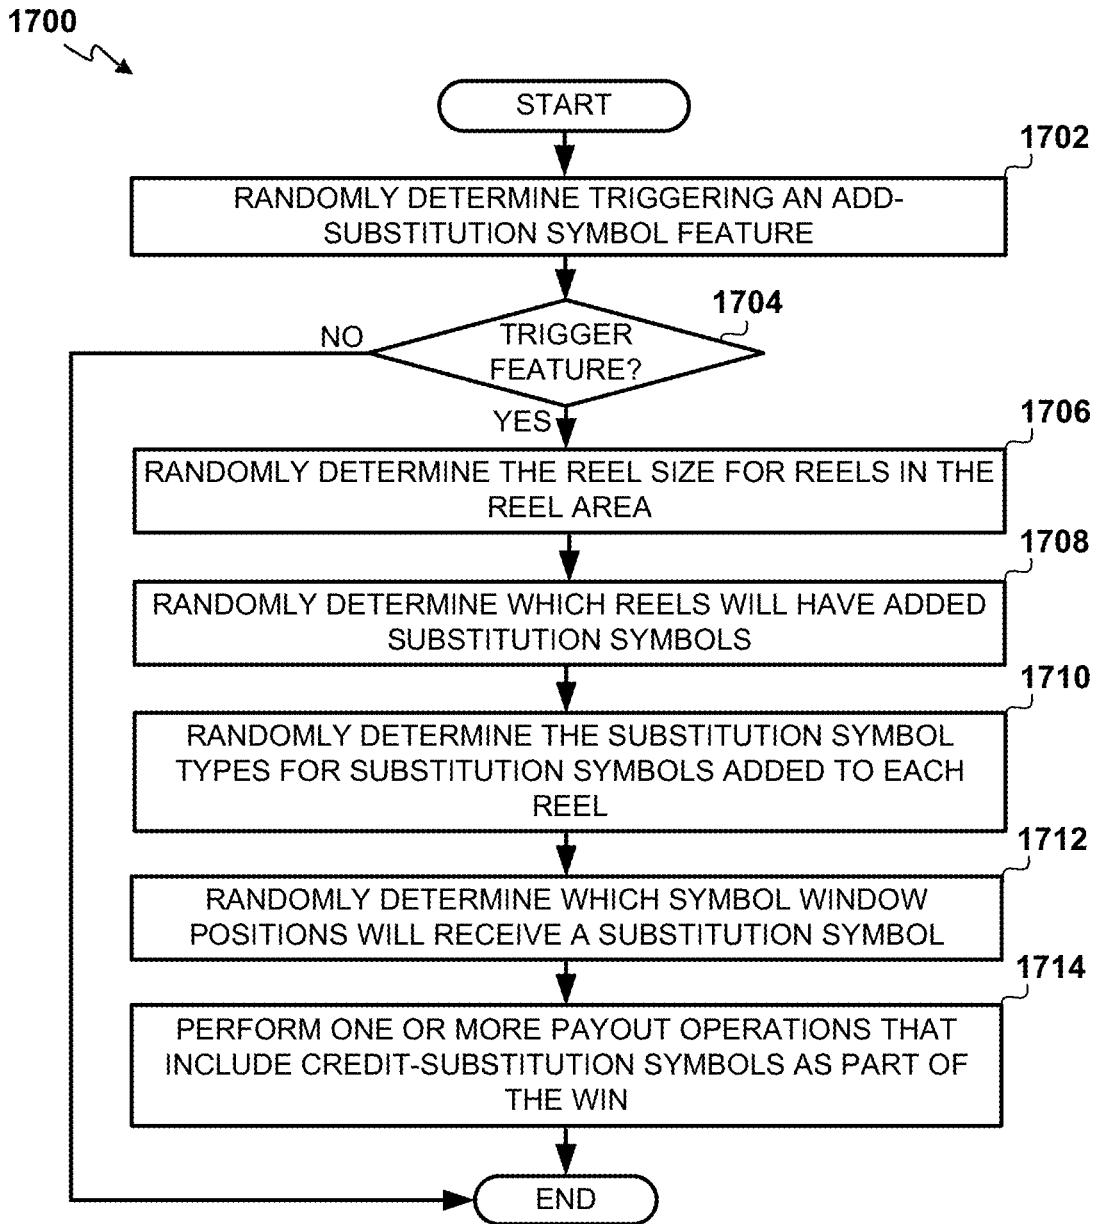 1700
START
1702
RANDOMLY DETERMINE TRIGGERING AN ADD-
SUBSTITUTION SYMBOL FEATURE
1704
NO
TRIGGER
FEATURE?
YES
1706
RANDOMLY DETERMINE THE REEL SIZE FOR REELS IN THE
REEL AREA
1708
RANDOMLY DETERMINE WHICH REELS WILL HAVE ADDED
SUBSTITUTION SYMBOLS
1710
RANDOMLY DETERMINE THE SUBSTITUTION SYMBOL
TYPES FOR SUBSTITUTION SYMBOLS ADDED TO EACH
REEL
1712
RANDOMLY DETERMINE WHICH SYMBOL WINDOW
POSITIONS WILL RECEIVE A SUBSTITUTION SYMBOL
1714
PERFORM ONE OR MORE PAYOUT OPERATIONS THAT
INCLUDE CREDIT-SUBSTITUTION SYMBOLS AS PART OF
THE WIN
END